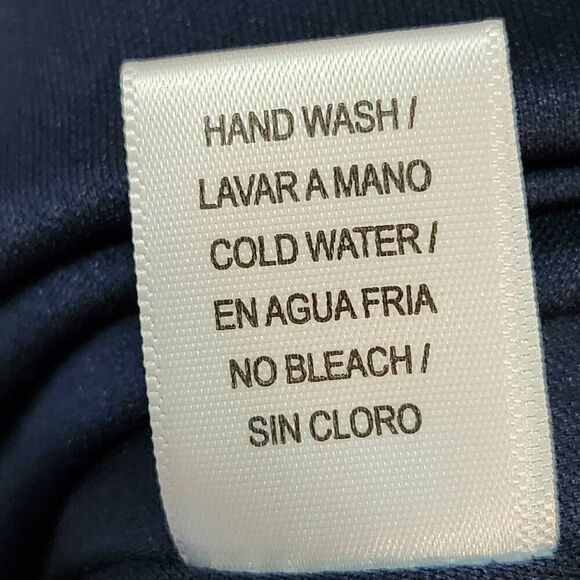 HAND WASH /
LAVAR A MANO
COLD WATER /
EN AGUA FRIA
NO BLEACH /
SIN CLORO